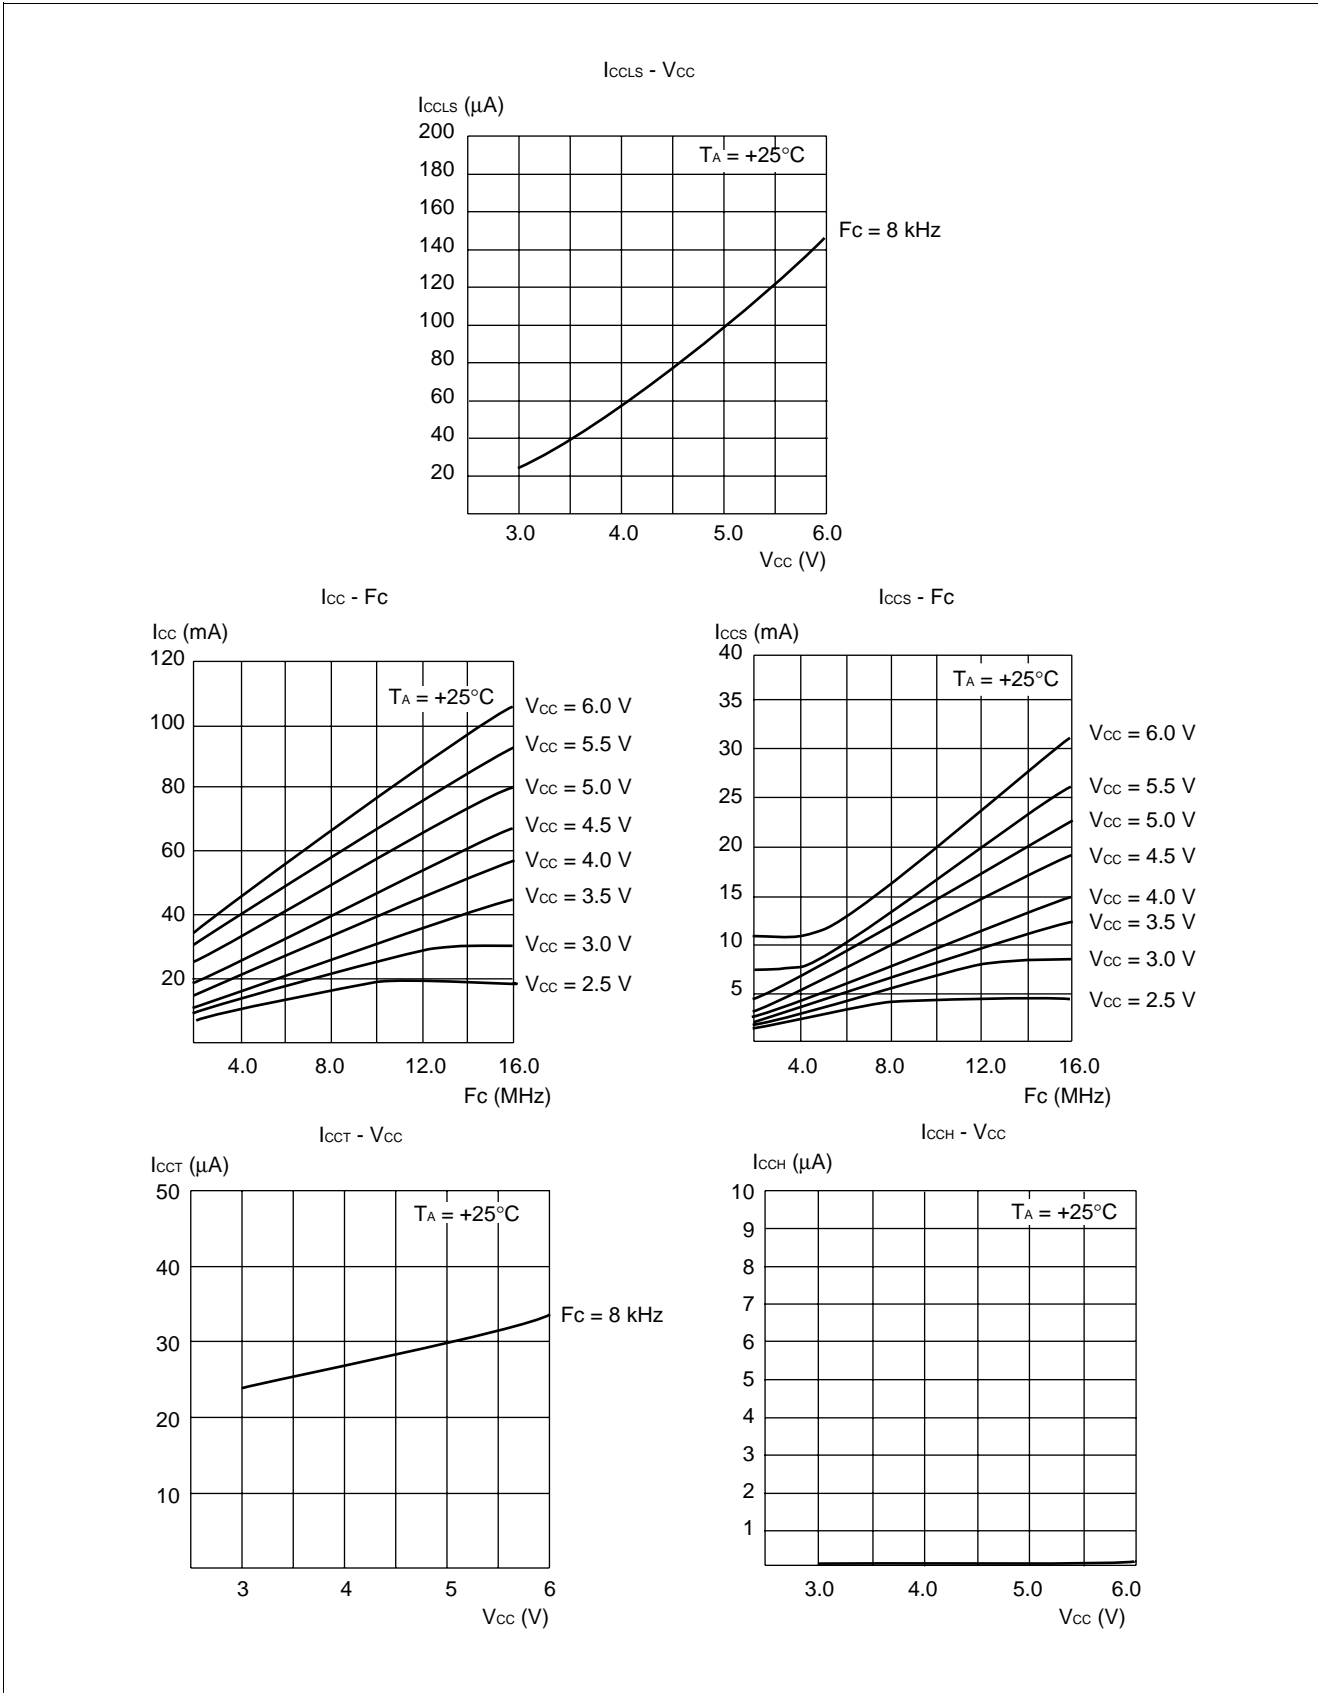 ICCLS - VCC
ICCLS (μA)
200
180
160
140
120
100
80
60
40
20
TA = +25°C
Fc = 8 kHz
3.0 4.0 5.0 6.0
VCC (V)
ICC - Fc
ICC (mA)
120
100
80
60
40
20
TA = +25°C
VCC = 6.0 V
VCC = 5.5 V
VCC = 5.0 V
VCC = 4.5 V
VCC = 4.0 V
VCC = 3.5 V
VCC = 3.0 V
VCC = 2.5 V
4.0 8.0 12.0 16.0
Fc (MHz)
ICCS - Fc
ICCS (mA)
40
35
30
25
20
15
10
5
TA = +25°C
VCC = 6.0 V
VCC = 5.5 V
VCC = 5.0 V
VCC = 4.5 V
VCC = 4.0 V
VCC = 3.5 V
VCC = 3.0 V
VCC = 2.5 V
4.0 8.0 12.0 16.0
Fc (MHz)
ICCT - VCC
ICCT (μA)
50
40
30
20
10
TA = +25°C
Fc = 8 kHz
3 4 5 6
VCC (V)
ICCH - VCC
ICCH (μA)
10
9
8
7
6
5
4
3
2
1
TA = +25°C
3.0 4.0 5.0 6.0
VCC (V)